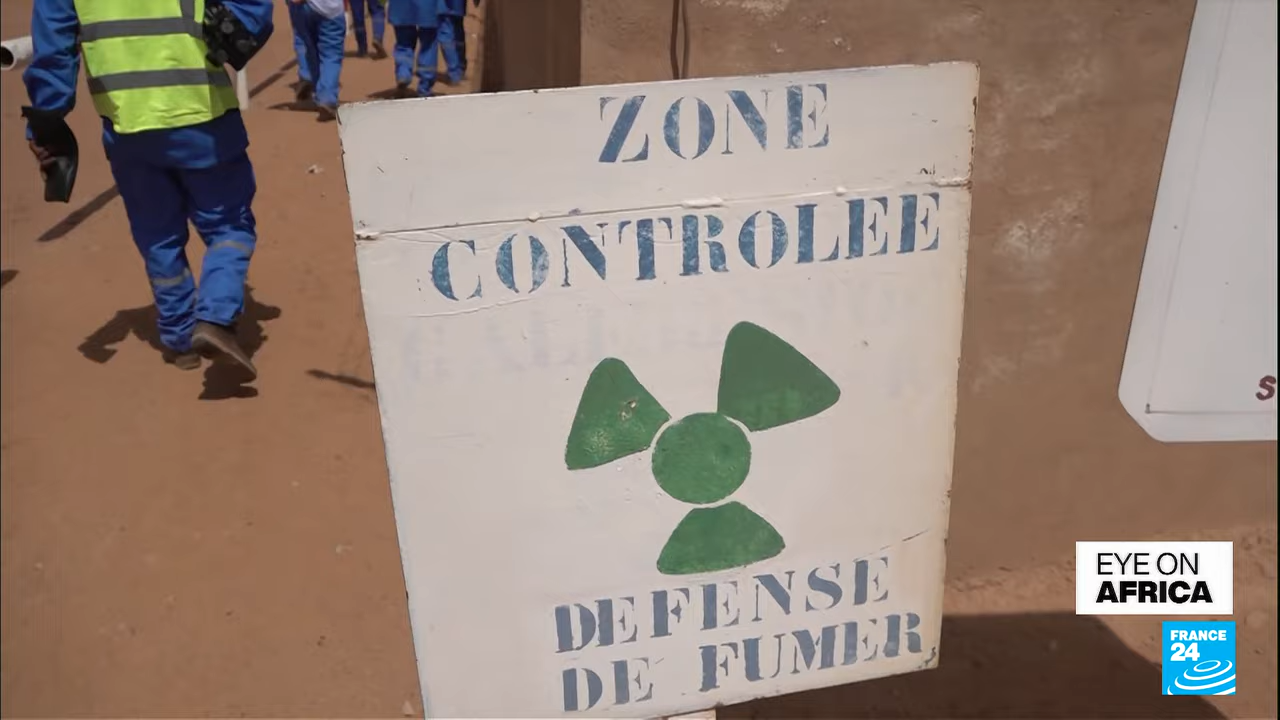 ZONE
CONTROLEE
DEFENSE
DE FUMER
S
EYE ON
AFRICA
FRANCE
24